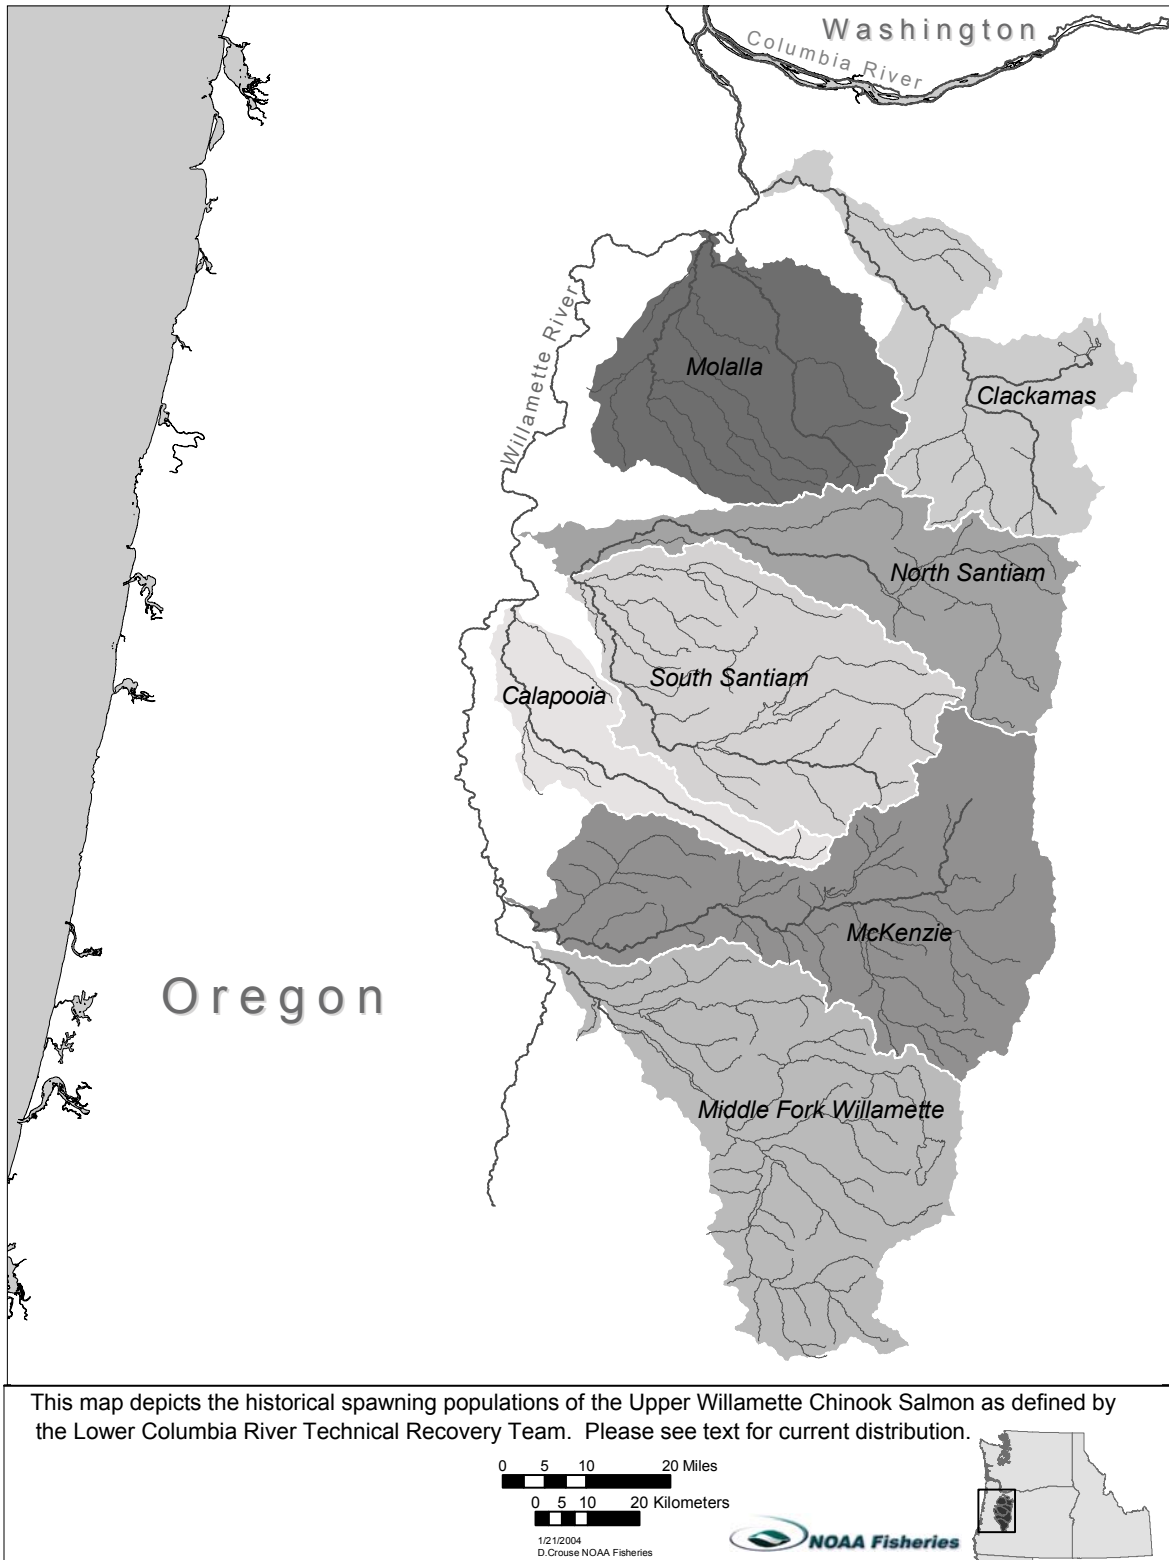 Washington
Columbia River
Willamette River
Molalla
Clackamas
North Santiam
South Santiam
Calapooia
McKenzie
Oregon
Middle Fork Willamette
This map depicts the historical spawning populations of the Upper Willamette Chinook Salmon as defined by
the Lower Columbia River Technical Recovery Team. Please see text for current distribution.
0 5 10 20 Miles
0 5 10 20 Kilometers
1/21/2004
D.Crouse NOAA Fisheries
NOAA Fisheries